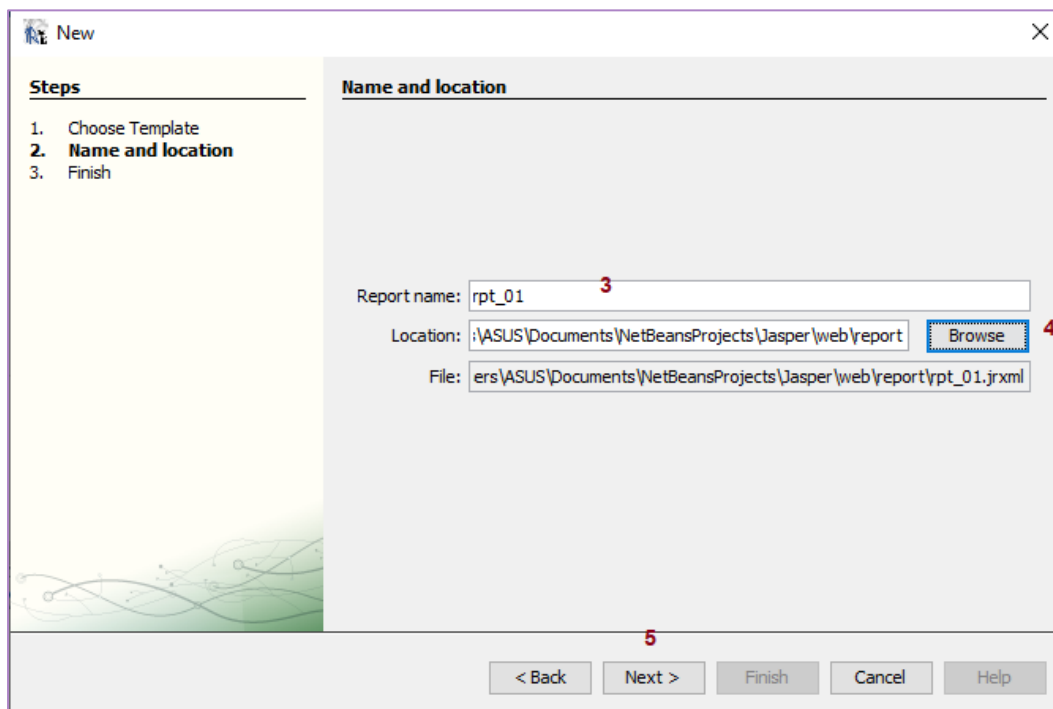 New
Steps
1. Choose Template
2. Name and location
3. Finish
Name and location
3
Report name: rpt_01
Location: :\ASUS\Documents\NetBeansProjects\Jasper\web\report Browse 4
File: ers\ASUS\Documents\NetBeansProjects\Jasper\web\report\rpt_01.jrxml
5
< Back Next > Finish Cancel Help